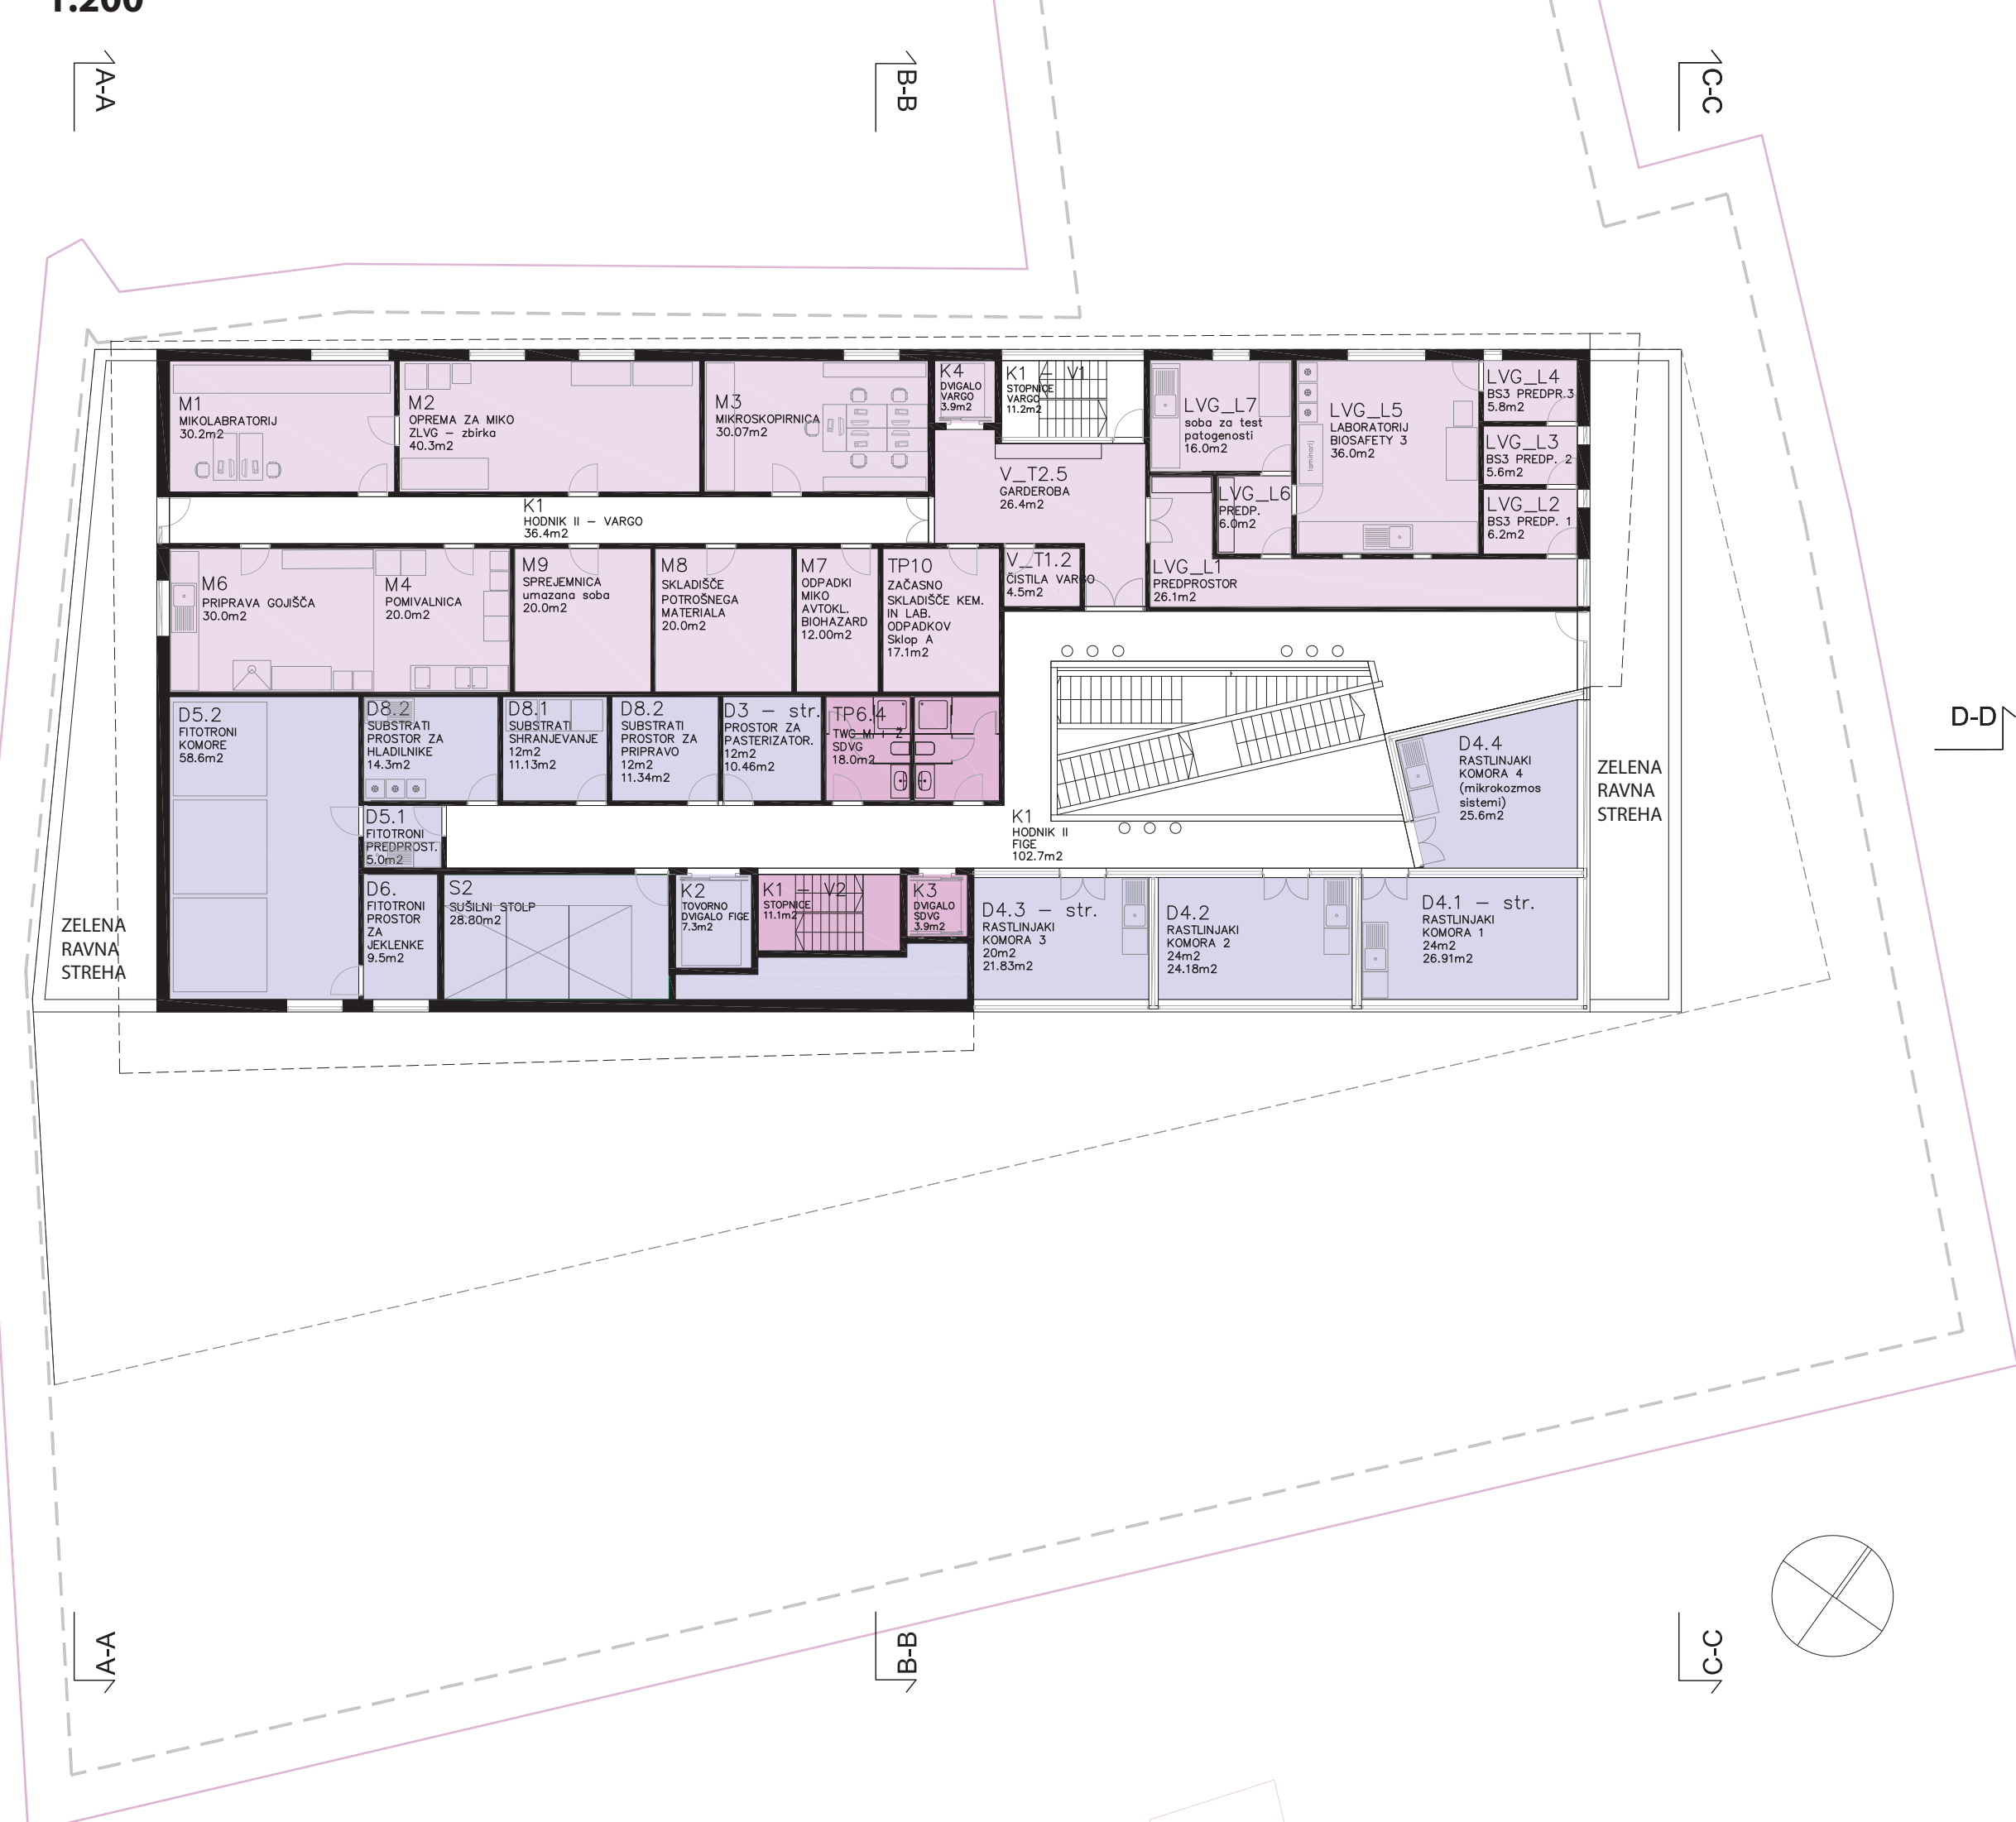 1:200
A-A
B-B
C-C
M1
MIKOLABRATORIJ
30.2m2
M2
OPREMA ZA MIKO
ZLVG – zbirka
40.3m2
M3
MIKROSKOPIRNICA
30.07m2
K4
DVIGALO
VARGO
3.9m2
K1 – V1
STOPNICE
VARGO
11.2m2
LVG_L7
soba za test
patogenosti
16.0m2
LVG_L5
LABORATORIJ
BIOSAFETY 3
36.0m2
laminarij
LVG_L4
BS3 PREDPR.3
5.8m2
LVG_L3
BS3 PREDP. 2
5.6m2
LVG_L2
BS3 PREDP. 1
6.2m2
V_T2.5
GARDEROBA
26.4m2
LVG_L6
PREDP.
6.0m2
K1
HODNIK II – VARGO
36.4m2
M6
PRIPRAVA GOJIŠČA
30.0m2
M4
POMIVALNICA
20.0m2
M9
SPREJEMNICA
umazana soba
20.0m2
M8
SKLADIŠČE
POTROŠNEGA
MATERIALA
20.0m2
M7
ODPADKI
MIKO
AVTOKL.
BIOHAZARD
12.00m2
TP10
ZAČASNO
SKLADIŠČE KEM.
IN LAB.
ODPADKOV
Sklop A
17.1m2
V_T1.2
ČISTILA VARGO
4.5m2
LVG_L1
PREDPROSTOR
26.1m2
D5.2
FITOTRONI
KOMORE
58.6m2
D8.2
SUBSTRATI
PROSTOR ZA
HLADILNIKE
14.3m2
D8.1
SUBSTRATI
SHRANJEVANJE
12m2
11.13m2
D8.2
SUBSTRATI
PROSTOR ZA
PRIPRAVO
12m2
11.34m2
D3 – str.
PROSTOR ZA
PASTERIZATOR.
12m2
10.46m2
TP6.4
TWC M + Ž
SDVG
18.0m2
D4.4
RASTLINJAKI
KOMORA 4
(mikrokozmos
sistemi)
25.6m2
D-D
ZELENA
RAVNA
STREHA
D5.1
FITOTRONI
PREDPROST.
5.0m2
K1
HODNIK II
FIGE
102.7m2
D6.
FITOTRONI
PROSTOR
ZA
JEKLENKE
9.5m2
S2
SUŠILNI STOLP
28.80m2
K2
TOVORNO
DVIGALO FIGE
7.3m2
K1 – V2
STOPNICE
11.1m2
K3
DVIGALO
SDVG
3.9m2
D4.3 – str.
RASTLINJAKI
KOMORA 3
20m2
21.83m2
D4.2
RASTLINJAKI
KOMORA 2
24m2
24.18m2
D4.1 – str.
RASTLINJAKI
KOMORA 1
24m2
26.91m2
ZELENA
RAVNA
STREHA
A-A
B-B
C-C